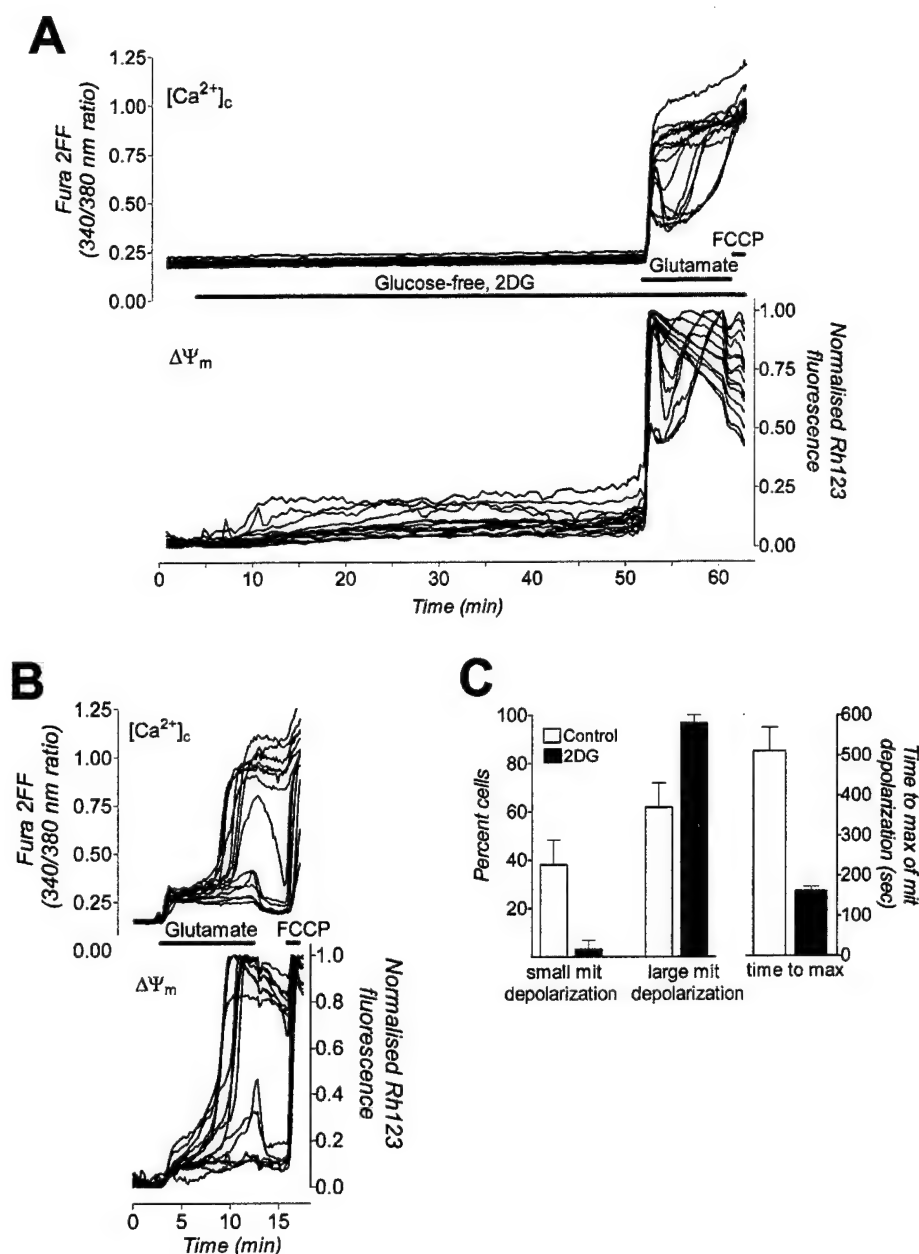 A
1.25
1.00
0.75
0.50
0.25
0.00
Fura 2FF
(340/380 nm ratio)
[Ca²⁺]c
FCCP
Glutamate
Glucose-free, 2DG
ΔΨm
1.00
0.75
0.50
0.25
0.00
Normalised Rh123
fluorescence
0 10 20 30 40 50 60
Time (min)
B
1.25
1.00
0.75
0.50
0.25
0.00
Fura 2FF
(340/380 nm ratio)
[Ca²⁺]c
Glutamate FCCP
ΔΨm
1.0
0.8
0.6
0.4
0.2
0.0
Normalised Rh123
fluorescence
0 5 10 15
Time (min)
C
100
80
60
40
20
Percent cells
Control
2DG
600
500
400
300
200
100
0
Time to max of mit
depolarization (sec)
small mit
depolarization
large mit
depolarization
time to max